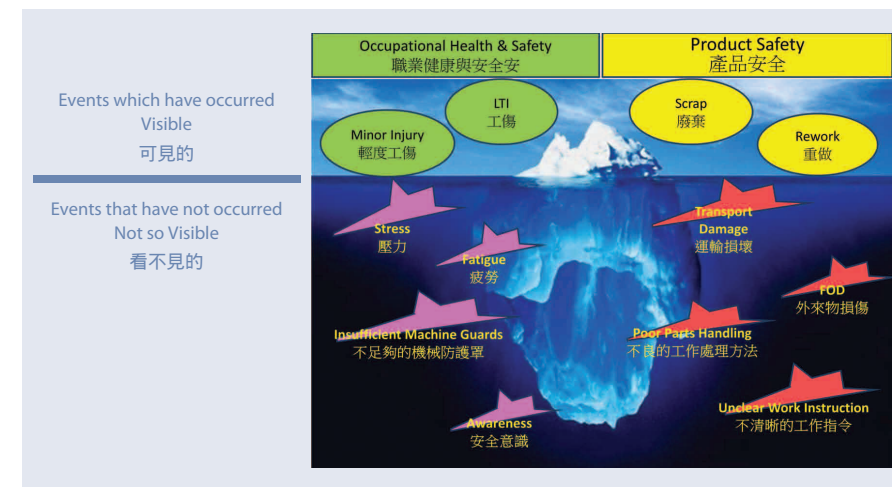 Occupational Health & Safety
職業健康與安全安
Product Safety
產品安全
Events which have occurred
Visible
可見的
LTI
工傷
Minor Injury
輕度工傷
Scrap
廢棄
Rework
重做
Events that have not occurred
Not so Visible
看不見的
Stress
壓力
Fatigue
疲勞
Insufficient Machine Guards
不足夠的機械防護罩
Awareness
安全意識
Transport
Damage
運輸損壞
FOD
外來物損傷
Poor Parts Handling
不良的工作處理方法
Unclear Work Instruction
不清晰的工作指令